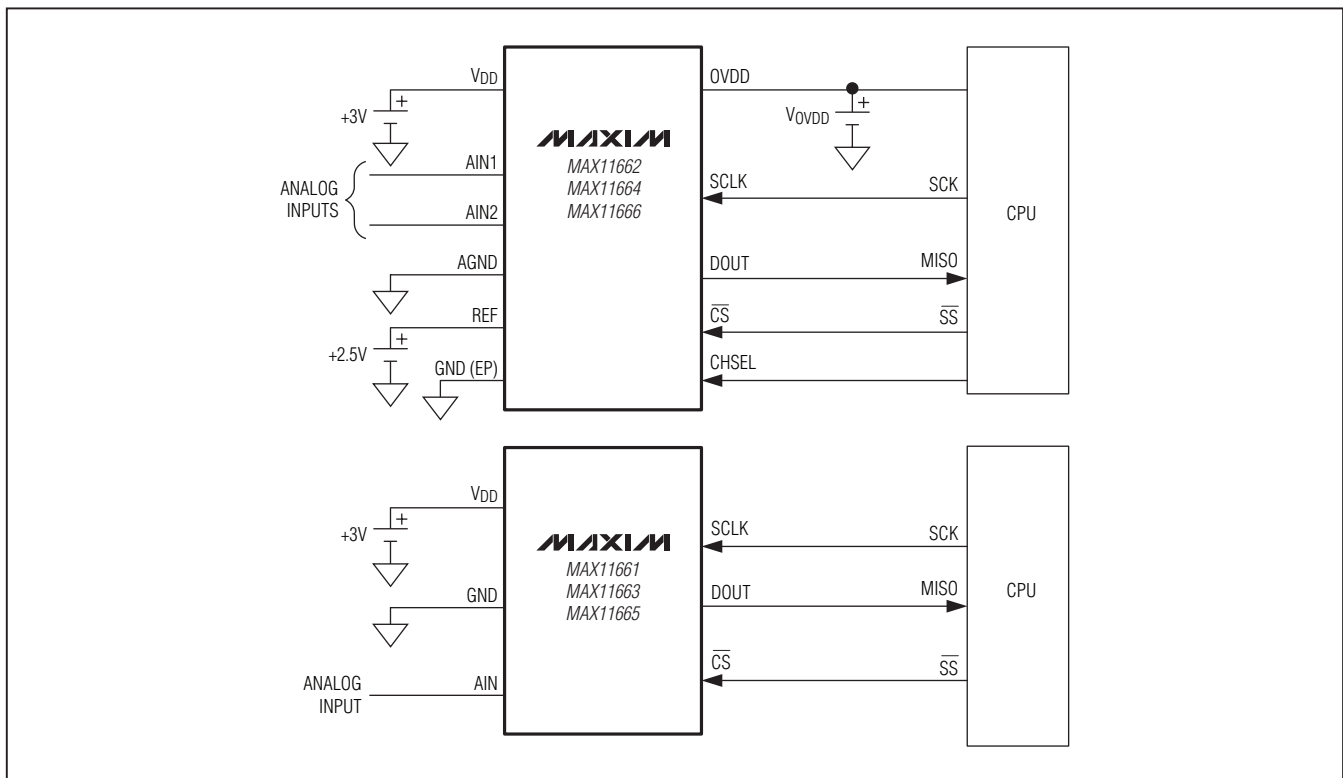 VDD
OVDD
+
+3V
+
VOVDD
MAXIM
MAX11662
MAX11664
MAX11666
AIN1
ANALOG
INPUTS
AIN2
SCLK
SCK
CPU
AGND
DOUT
MISO
REF
+
+2.5V
CS
SS
GND (EP)
CHSEL
VDD
+
+3V
MAXIM
MAX11661
MAX11663
MAX11665
SCLK
SCK
GND
DOUT
MISO
CPU
CS
SS
ANALOG
INPUT
AIN